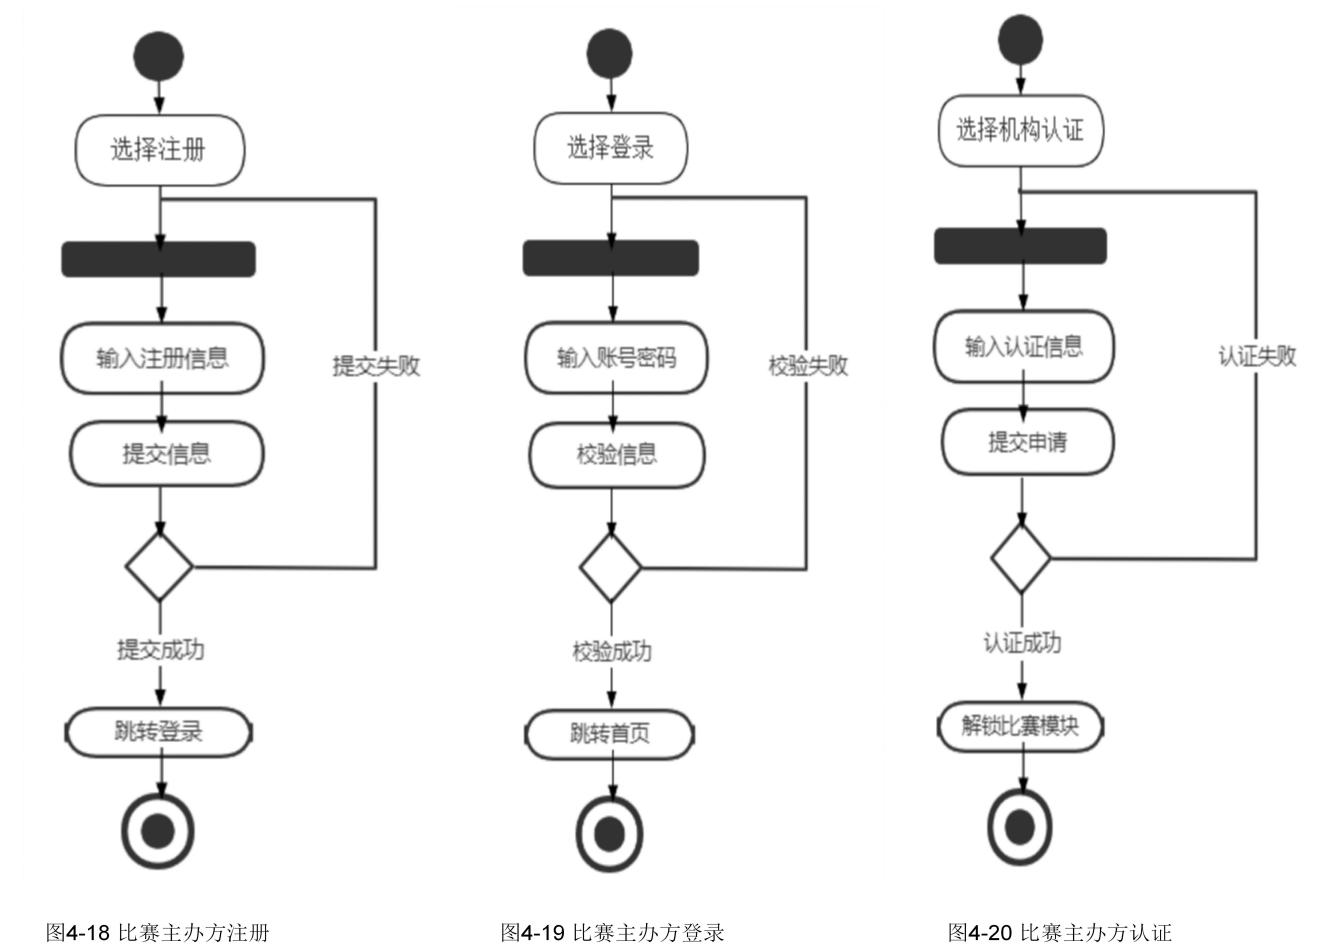 选择注册
输入注册信息
提交失败
提交信息
提交成功
跳转登录
图4-18 比赛主办方注册
选择登录
输入账号密码
校验失败
校验信息
校验成功
跳转首页
图4-19 比赛主办方登录
选择机构认证
输入认证信息
认证失败
提交申请
认证成功
解锁比赛模块
图4-20 比赛主办方认证